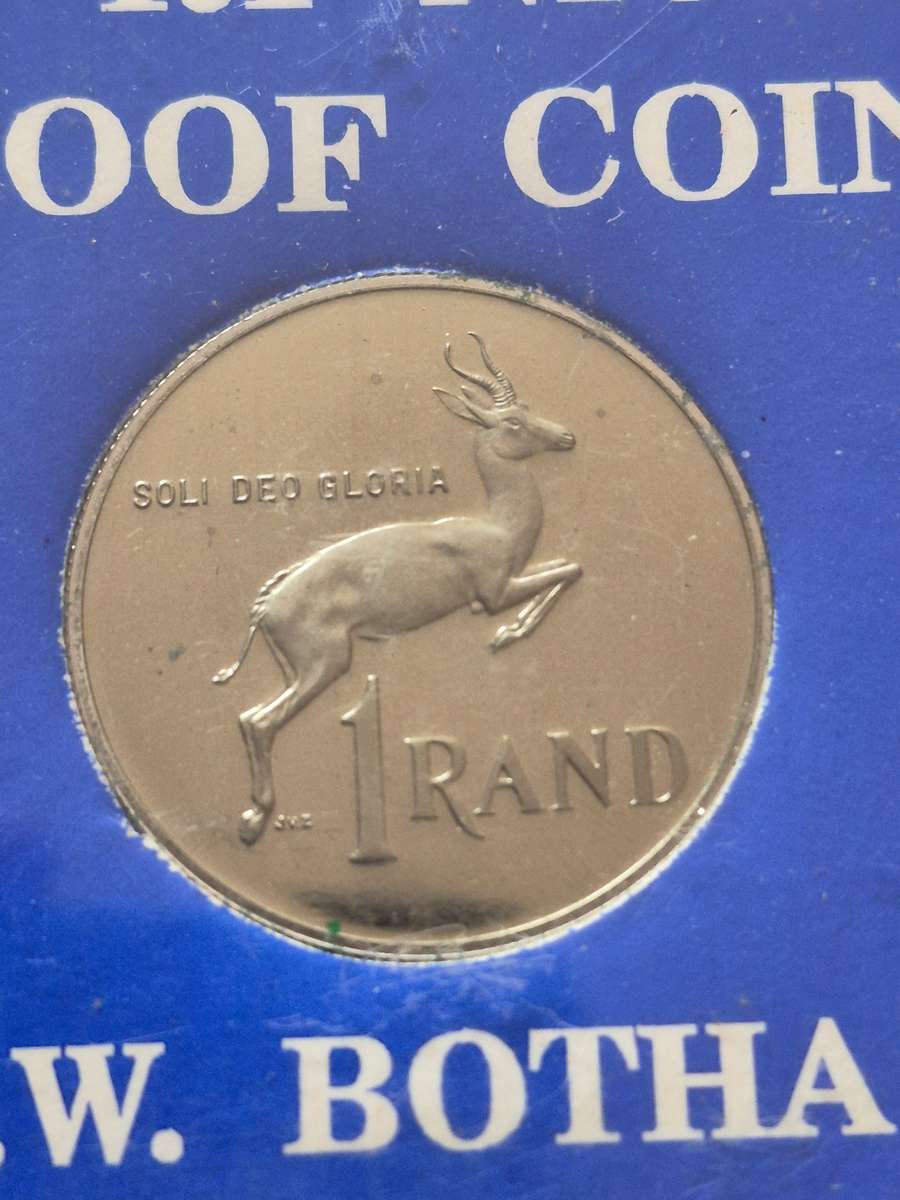 OOF COIN
SOLI DEO GLORIA
1 RAND
.W. BOTHA